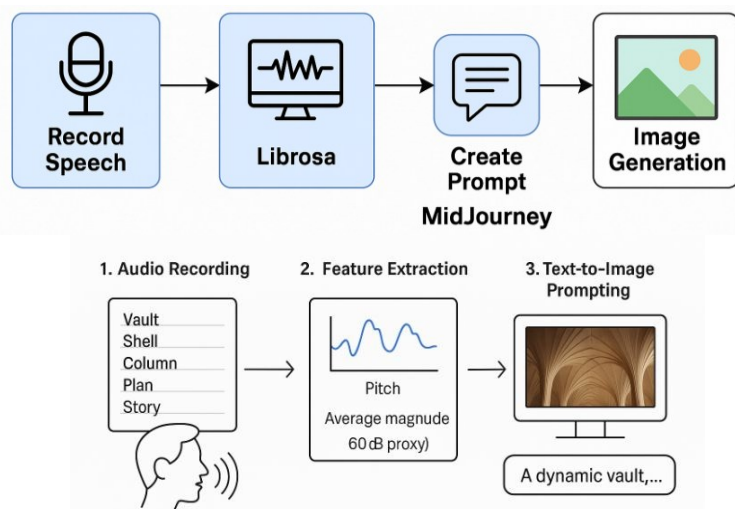 Record
Speech
Librosa
Create
Prompt
MidJourney
Image
Generation
1. Audio Recording
Vault
Shell
Column
Plan
Story
2. Feature Extraction
Pitch
Average magnude
60 dB proxy)
3. Text-to-Image
Prompting
A dynamic vault,...